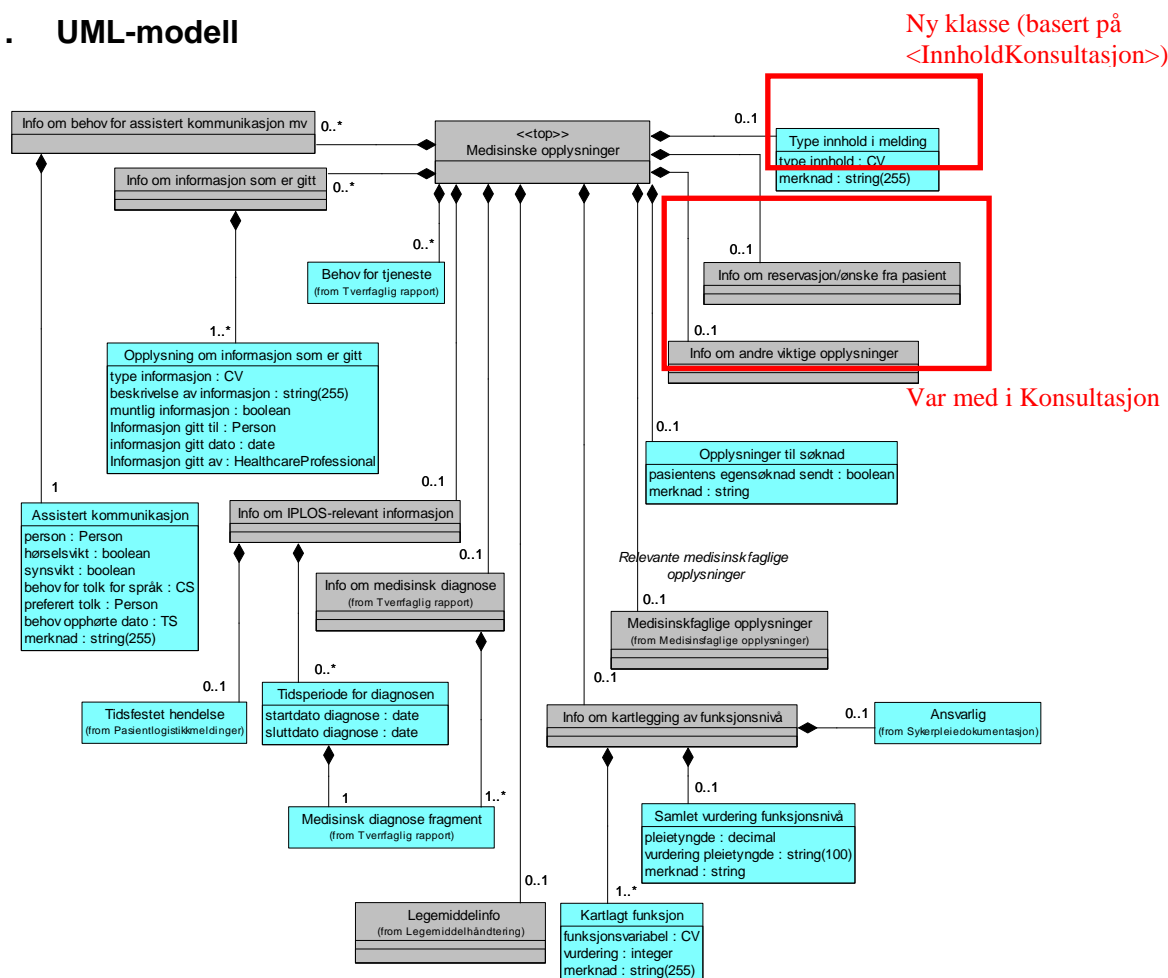 . UML-modell
Ny klasse (basert på
<InnholdKonsultasjon>)
Info om behov for assistert kommunikasjon mv
0..*
<<top>>
Medisinske opplysninger
0..1
Type innhold i melding
type innhold : CV
merknad : string(255)
Info om informasjon som er gitt
0..*
0..*
Behov for tjeneste
(from Tverrfaglig rapport)
0..1
Info om reservasjon/ønske fra pasient
1..*
0..1
Opplysning om informasjon som er gitt
type informasjon : CV
beskrivelse av informasjon : string(255)
muntlig informasjon : boolean
Informasjon gitt til : Person
informasjon gitt dato : date
Informasjon gitt av : HealthcareProfessional
Info om andre viktige opplysninger
Var med i Konsultasjon
0..1
Opplysninger til søknad
pasientens egensøknad sendt : boolean
merknad : string
1
0..1
Assistert kommunikasjon
person : Person
hørselsvikt : boolean
synsvikt : boolean
behov for tolk for språk : CS
preferert tolk : Person
behov opphørte dato : TS
merknad : string(255)
Info om IPLOS-relevant informasjon
0..1
Info om medisinsk diagnose
(from Tverrfaglig rapport)
Relevante medisinskfaglige
opplysninger
0..1
Medisinskfaglige opplysninger
(from Medisinsfaglige opplysninger)
0..1
0..*
0..1
Tidsfestet hendelse
(from Pasientlogistikkmeldinger)
Tidsperiode for diagnosen
startdato diagnose : date
sluttdato diagnose : date
Info om kartlegging av funksjonsnivå
0..1
Ansvarlig
(from Sykerpleiedokumentasjon)
1
1..*
Medisinsk diagnose fragment
(from Tverrfaglig rapport)
0..1
Samlet vurdering funksjonsnivå
pleietyngde : decimal
vurdering pleietyngde : string(100)
merknad : string
0..1
1..*
Legemiddelinfo
(from Legemiddelhåndtering)
Kartlagt funksjon
funksjonsvariabel : CV
vurdering : integer
merknad : string(255)